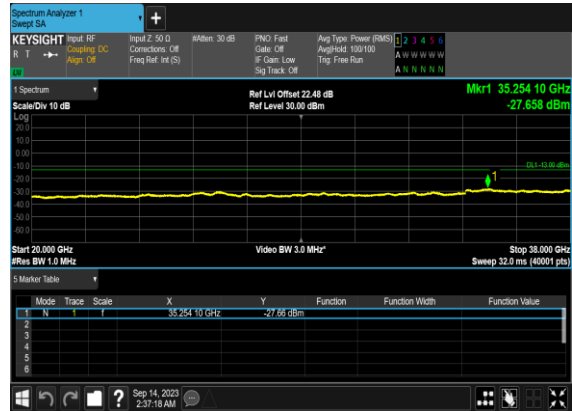 Spectrum Analyzer 1
Swept SA
+
KEYSIGHT Input: RF
R T Coupling: DC
Align: Off
Input Z: 50 Ω
Corrections: Off
Freq Ref: Int (S)
#Atten: 30 dB
PNO: Fast
Gate: Off
IF Gain: Low
Sig Track: Off
Avg Type: Power (RMS)
Avg|Hold: 100/100
Trig: Free Run
1 2 3 4 5 6
A W W W W W
A N N N N N
1 Spectrum
Scale/Div 10 dB
Ref Lvl Offset 22.48 dB
Ref Level 30.00 dBm
Mkr1 35.254 10 GHz
-27.658 dBm
Log
20.0
10.0
0.00
-10.0
-20.0
-30.0
-40.0
-50.0
-60.0
DL1 -13.00 dBm
1
Start 20.000 GHz
#Res BW 1.0 MHz
Video BW 3.0 MHz*
Stop 38.000 GHz
Sweep 32.0 ms (40001 pts)
5 Marker Table
Mode Trace Scale X Y Function Function Width Function Value
1 N 1 f 35.254 10 GHz -27.66 dBm
2
3
4
5
6
?
Sep 14, 2023
2:37:18 AM